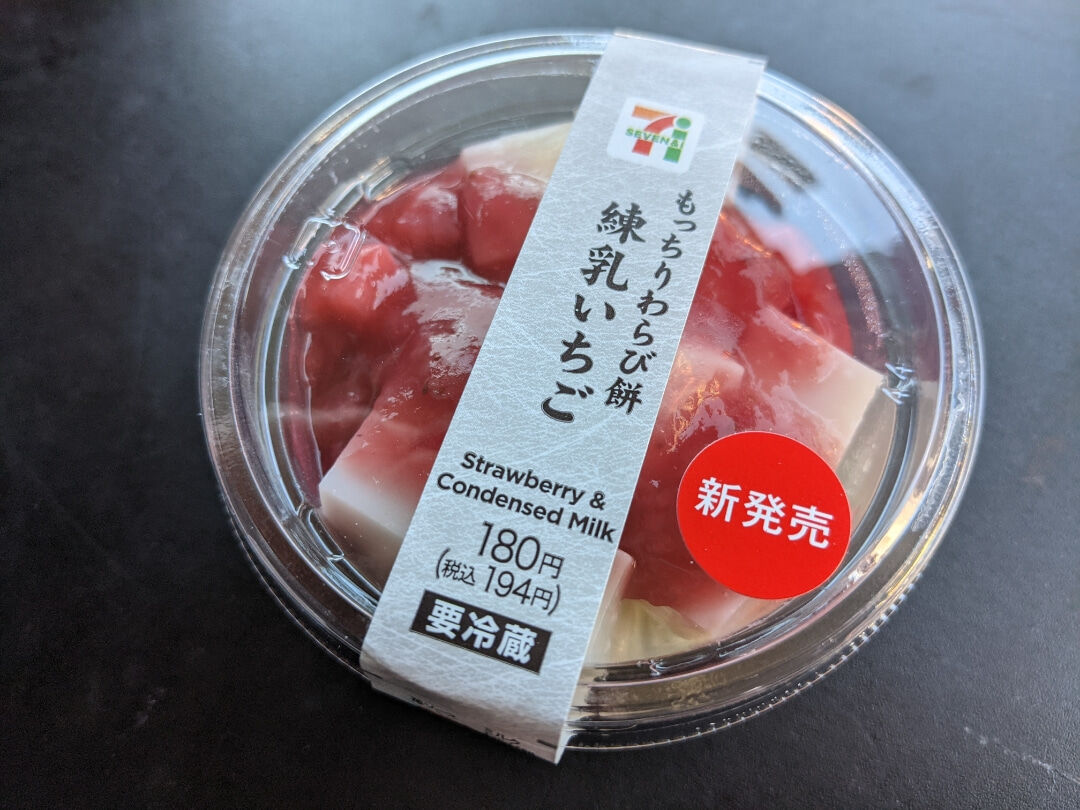 SEVEN&i
もっちりわらび餅
練乳いちご
Strawberry &
Condensed Milk
180円
(税込 194円)
要冷蔵
新発売